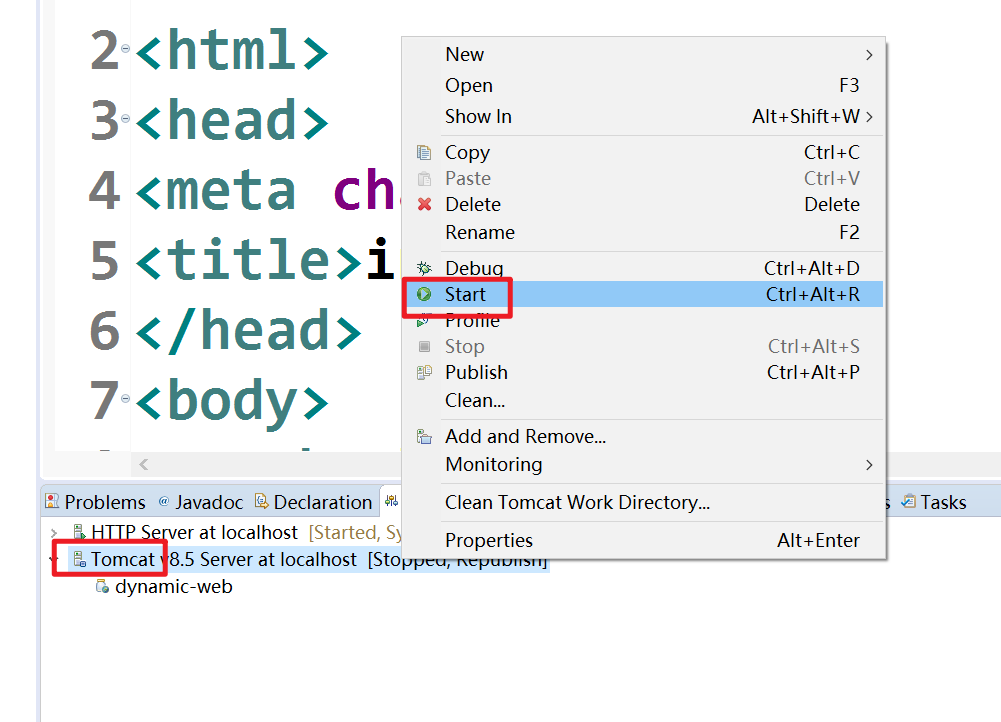 2 <html>
3 <head>
4 <meta ch
5 <title>i
6 </head>
7 <body>
New
Open F3
Show In Alt+Shift+W
Copy Ctrl+C
Paste Ctrl+V
Delete Delete
Rename F2
Debug Ctrl+Alt+D
Start Ctrl+Alt+R
Profile
Stop Ctrl+Alt+S
Publish Ctrl+Alt+P
Clean...
Add and Remove...
Monitoring
Clean Tomcat Work Directory...
Properties Alt+Enter
Problems @ Javadoc Declaration s Tasks
HTTP Server at localhost [Started, Sy
Tomcat v8.5 Server at localhost [Stopped, Republish]
dynamic-web